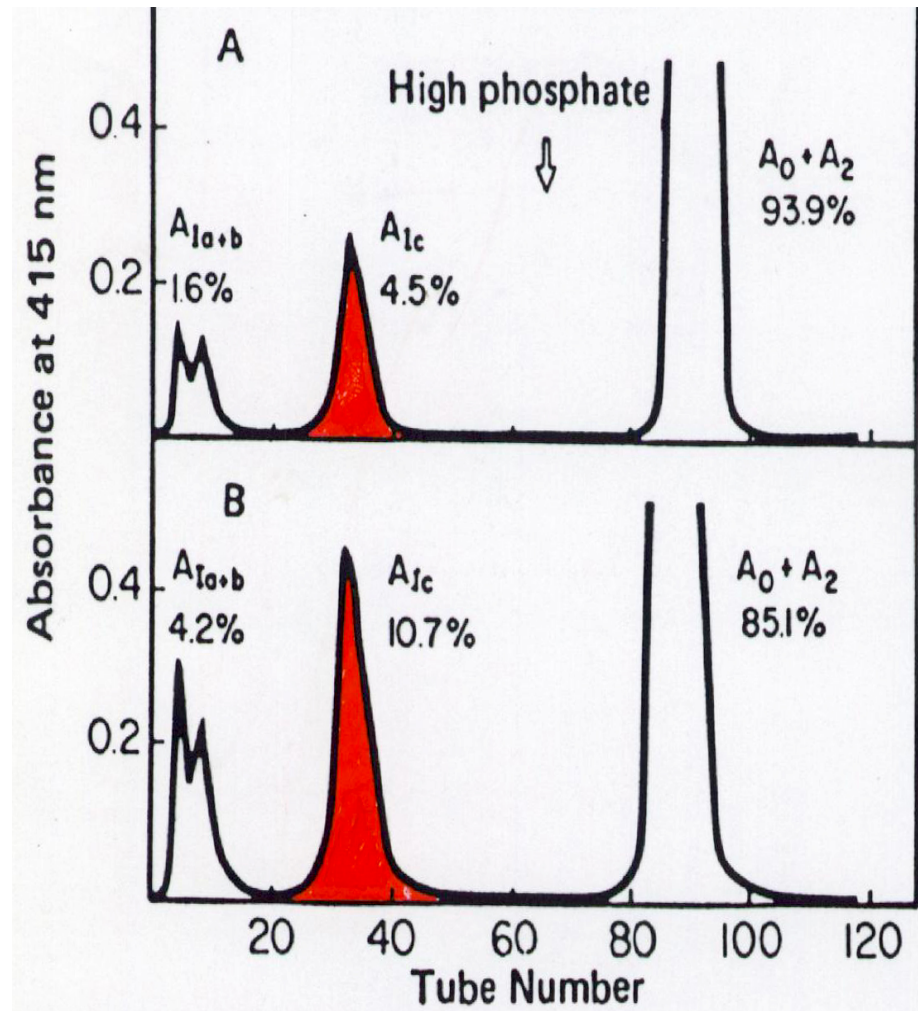 A
High phosphate
0.4
A₀ + A₂
93.9%
A₁ₐ₊b
1.6%
A₁c
4.5%
0.2
Absorbance at 415 nm
B
A₁ₐ₊b
4.2%
A₁c
10.7%
A₀ + A₂
85.1%
0.4
0.2
20 40 60 80 100 120
Tube Number